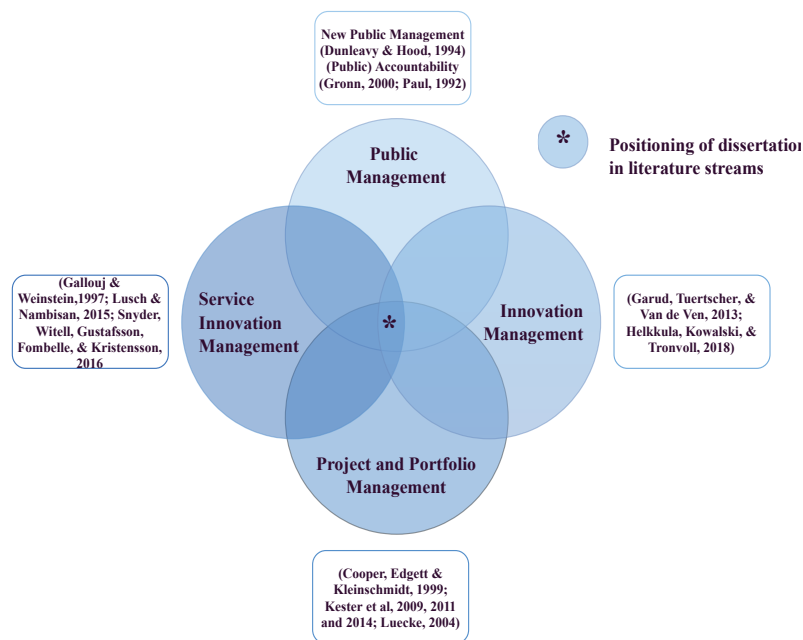 New Public Management
(Dunleavy & Hood, 1994)
(Public) Accountability
(Gronn, 2000; Paul, 1992)
*
Positioning of dissertation
in literature streams
Public
Management
(Gallouj &
Weinstein,1997; Lusch &
Nambisan, 2015; Snyder,
Witell, Gustafsson,
Fombelle, & Kristensson,
2016
Service
Innovation
Management
*
Innovation
Management
(Garud, Tuertscher, &
Van de Ven, 2013;
Helkkula, Kowalski, &
Tronvoll, 2018)
Project and Portfolio
Management
(Cooper, Edgett &
Kleinschmidt, 1999;
Kester et al, 2009, 2011
and 2014; Luecke, 2004)